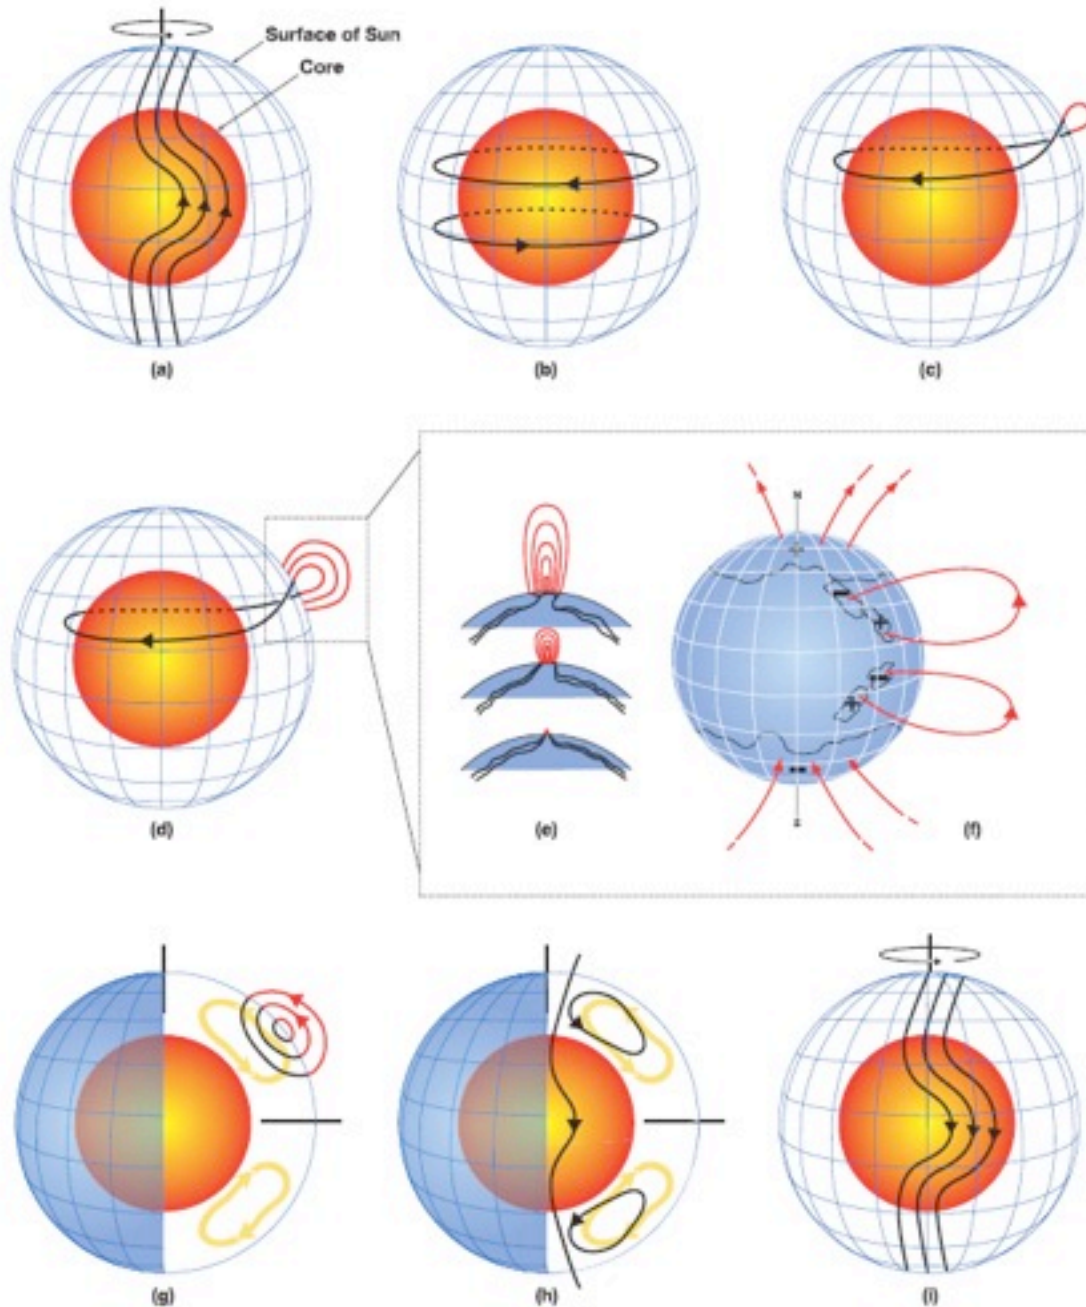 Surface of Sun
Core
(a)
(b)
(c)
(d)
(e)
N
-
+
--
+
--
S
(f)
(g)
(h)
(i)